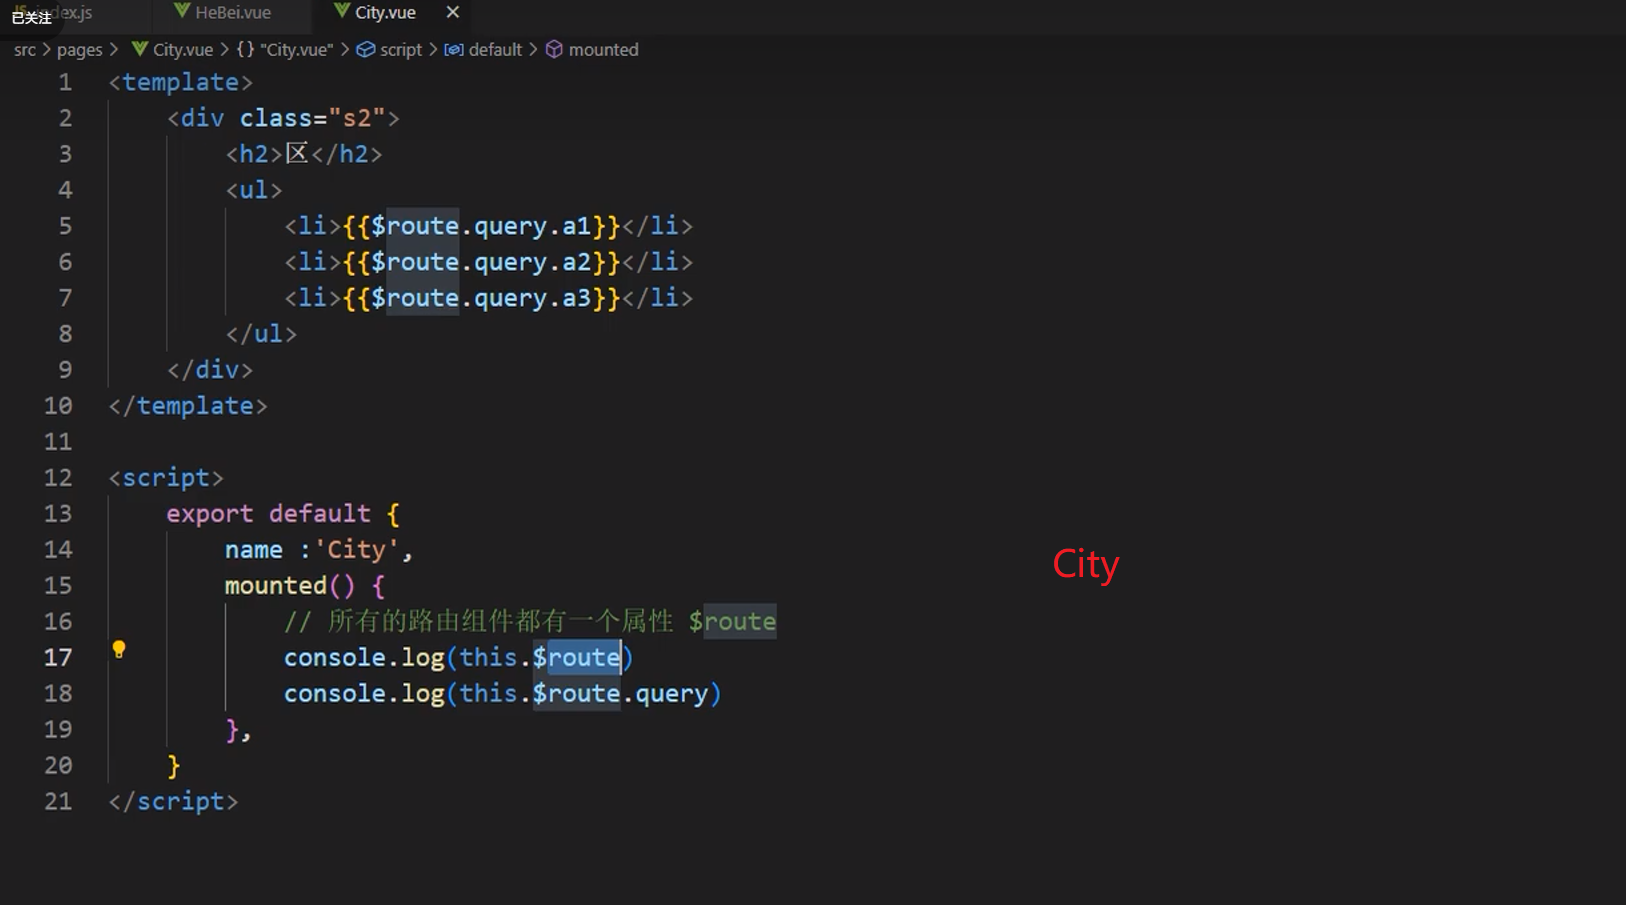 已关注
index.js HeBei.vue City.vue ×
src > pages > City.vue > {} "City.vue" > script > default > mounted
1 <template>
2 <div class="s2">
3 <h2>区</h2>
4 <ul>
5 <li>{{$route.query.a1}}</li>
6 <li>{{$route.query.a2}}</li>
7 <li>{{$route.query.a3}}</li>
8 </ul>
9 </div>
10 </template>
11
12 <script>
13 export default {
14 name :'City',
City
15 mounted() {
16 // 所有的路由组件都有一个属性 $route
17 console.log(this.$route)
18 console.log(this.$route.query)
19 },
20 }
21 </script>